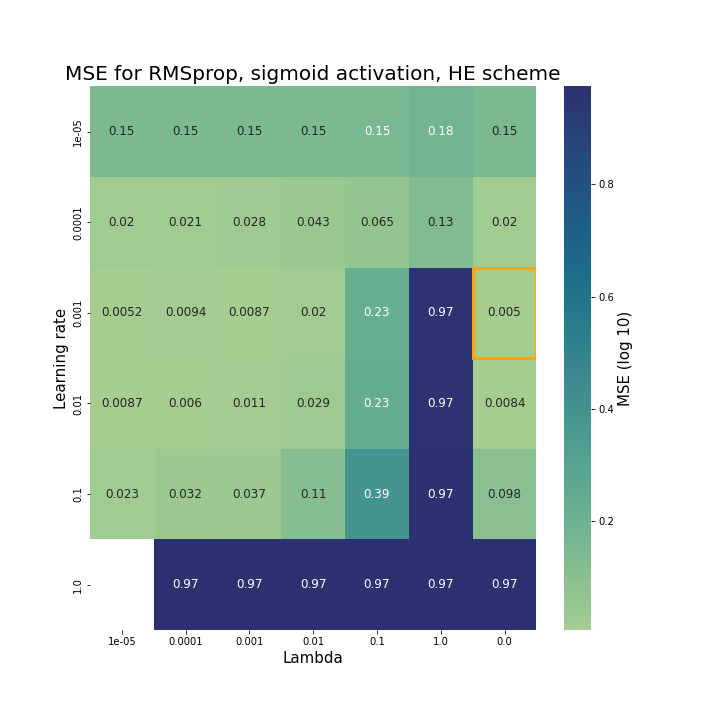 MSE for RMSprop, sigmoid activation, HE scheme
1e-05 0.15 0.15 0.15 0.15 0.15 0.18 0.15
0.0001 0.02 0.021 0.028 0.043 0.065 0.13 0.02
0.001 0.0052 0.0094 0.0087 0.02 0.23 0.97 0.005
0.01 0.0087 0.006 0.011 0.029 0.23 0.97 0.0084
0.1 0.023 0.032 0.037 0.11 0.39 0.97 0.098
1.0 0.97 0.97 0.97 0.97 0.97 0.97
1e-05 0.0001 0.001 0.01 0.1 1.0 0.0
Lambda
Learning rate
0.8
0.6
0.4
0.2
MSE (log 10)